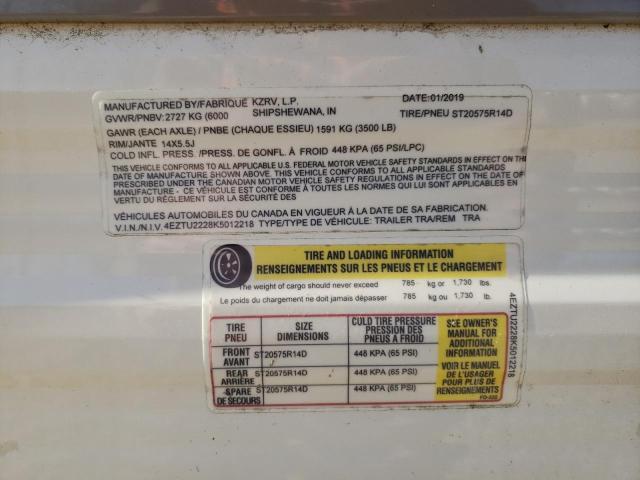 MANUFACTURED BY/FABRIQUÉ KZRV, L.P. DATE:01/2019
GVWR/PNBV:2727 KG (6000 SHIPSHEWANA, IN TIRE/PNEU ST20575R14D
GAWR (EACH AXLE) / PNBE (CHAQUE ESSIEU) 1591 KG (3500 LB)
RIM/JANTE 14X5.5J
COLD INFL. PRESS. /PRESS. DE GONFL. À FROID 448 KPA (65 PSI/LPC)
THIS VEHICLE CONFORMS TO ALL APPLICABLE U.S. FEDERAL MOTOR VEHICLE SAFETY STANDARDS IN EFFECT ON THE
DATE OF MANUFACTURE SHOWN ABOVE. / THIS VEHICLE CONFORMS TO ALL APPLICABLE STANDARDS
PRESCRIBED UNDER THE CANADIAN MOTOR VEHICLE SAFETY REGULATIONS IN EFFECT ON THE DATE OF
MANUFACTURE - CE VÉHICULE EST CONFORME À TOUTES LES NORMES QUI LUI SONT APPLICABLES EN
VERTU DU RÈGLEMENT SUR LA SÉCURITÉ DES
VÉHICULES AUTOMOBILES DU CANADA EN VIGUEUR À LA DATE DE SA FABRICATION.
V.I.N./N.I.V. 4EZTU2228K5012218 TYPE/TYPE DE VÉHICULE: TRAILER TRA/REM TRA
TIRE AND LOADING INFORMATION
RENSEIGNEMENTS SUR LES PNEUS ET LE CHARGEMENT
The weight of cargo should never exceed 785 kg or 1,730 lbs.
Le poids du chargement ne doit jamais dépasser 785 kg ou 1,730 lb.
TIRE PNEU
SIZE DIMENSIONS
COLD TIRE PRESSURE
PRESSION DES
PNEUS À FROID
FRONT AVANT ST20575R14D 448 KPA (65 PSI)
REAR ARRIÈRE ST20575R14D 448 KPA (65 PSI)
SPARE DE SECOURS ST20575R14D 448 KPA (65 PSI)
SEE OWNER'S
MANUAL FOR
ADDITIONAL
INFORMATION
VOIR LE MANUEL
DE L'USAGER
POUR PLUS DE
RENSEIGNEMENTS
4EZTU2228K5012218